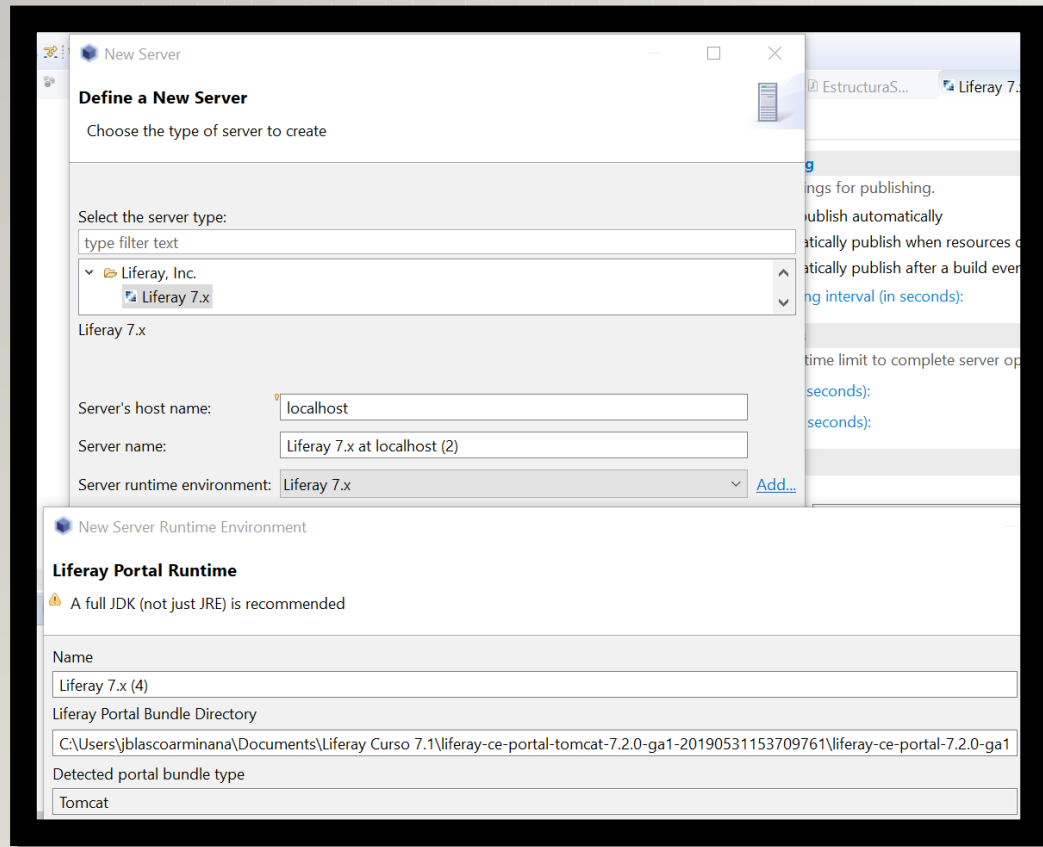 New Server
Define a New Server
Choose the type of server to create
EstructuraS...
Liferay 7.
Select the server type:
type filter text
Liferay, Inc.
Liferay 7.x
Liferay 7.x
ings for publishing.
ublish automatically
atically publish when resources
atically publish after a build ever
ng interval (in seconds):
time limit to complete server op
seconds):
seconds):
Server's host name:
localhost
Server name:
Liferay 7.x at localhost (2)
Server runtime environment:
Liferay 7.x
Add...
New Server Runtime Environment
Liferay Portal Runtime
A full JDK (not just JRE) is recommended
Name
Liferay 7.x (4)
Liferay Portal Bundle Directory
C:\Users\jblascoarminana\Documents\Liferay Curso 7.1\liferay-ce-portal-tomcat-7.2.0-ga1-20190531153709761\liferay-ce-portal-7.2.0-ga1
Detected portal bundle type
Tomcat